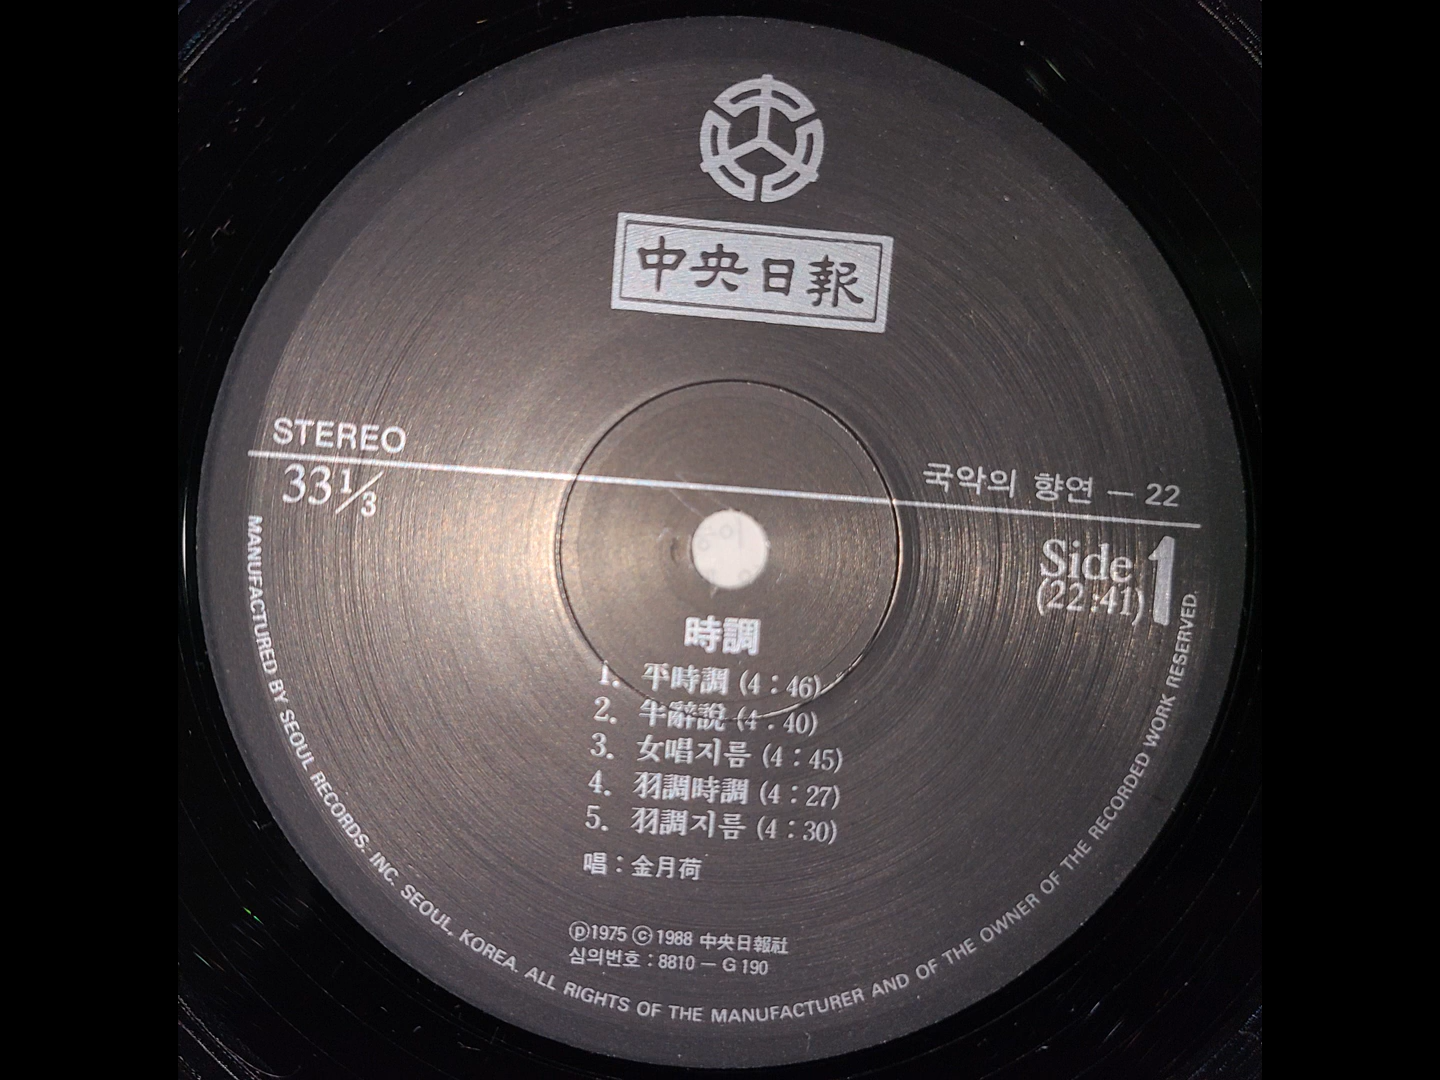 中央日報
STEREO
33 1/3
국악의 향연 — 22
Side 1
(22:41)
時調
1. 平時調 (4 : 46)
2. 半辭說 (4 : 40)
3. 女唱지름 (4 : 45)
4. 羽調時調 (4 : 27)
5. 羽調지름 (4 : 30)
唱 : 金月荷
ⓟ1975 ⓒ1988 中央日報社
심의번호 : 8810 — G 190
MANUFACTURED BY SEOUL RECORDS. INC. SEOUL, KOREA. ALL RIGHTS OF THE MANUFACTURER AND OF THE OWNER OF THE RECORDED WORK RESERVED.